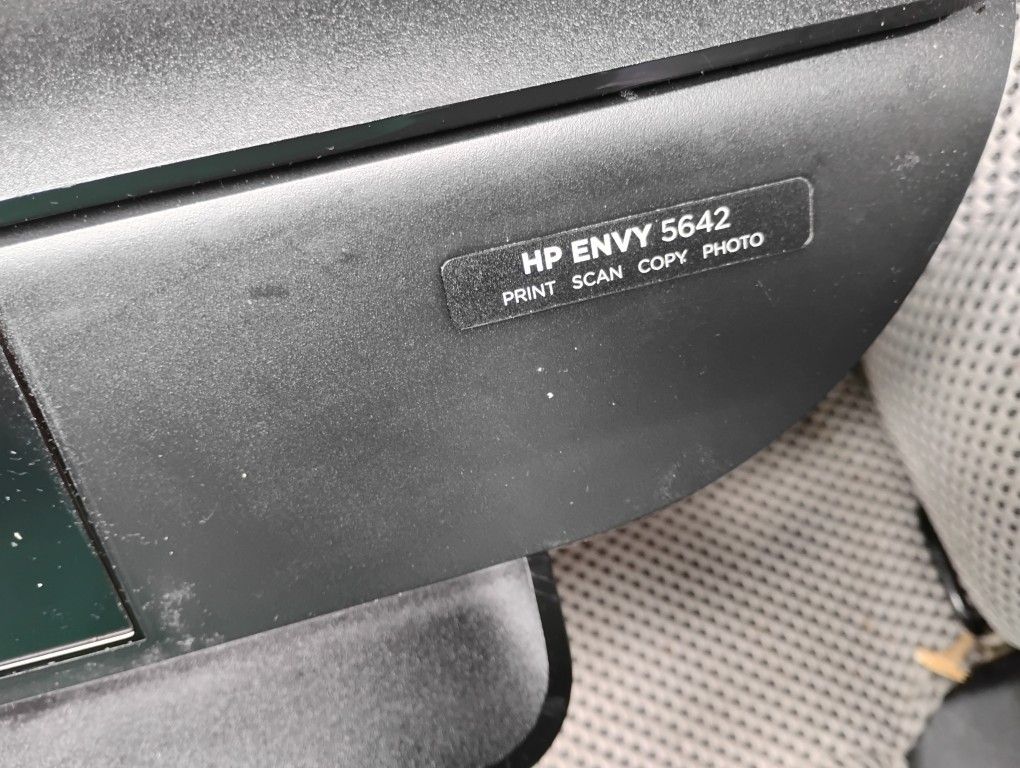 HP ENVY 5642
PRINT SCAN COPY PHOTO